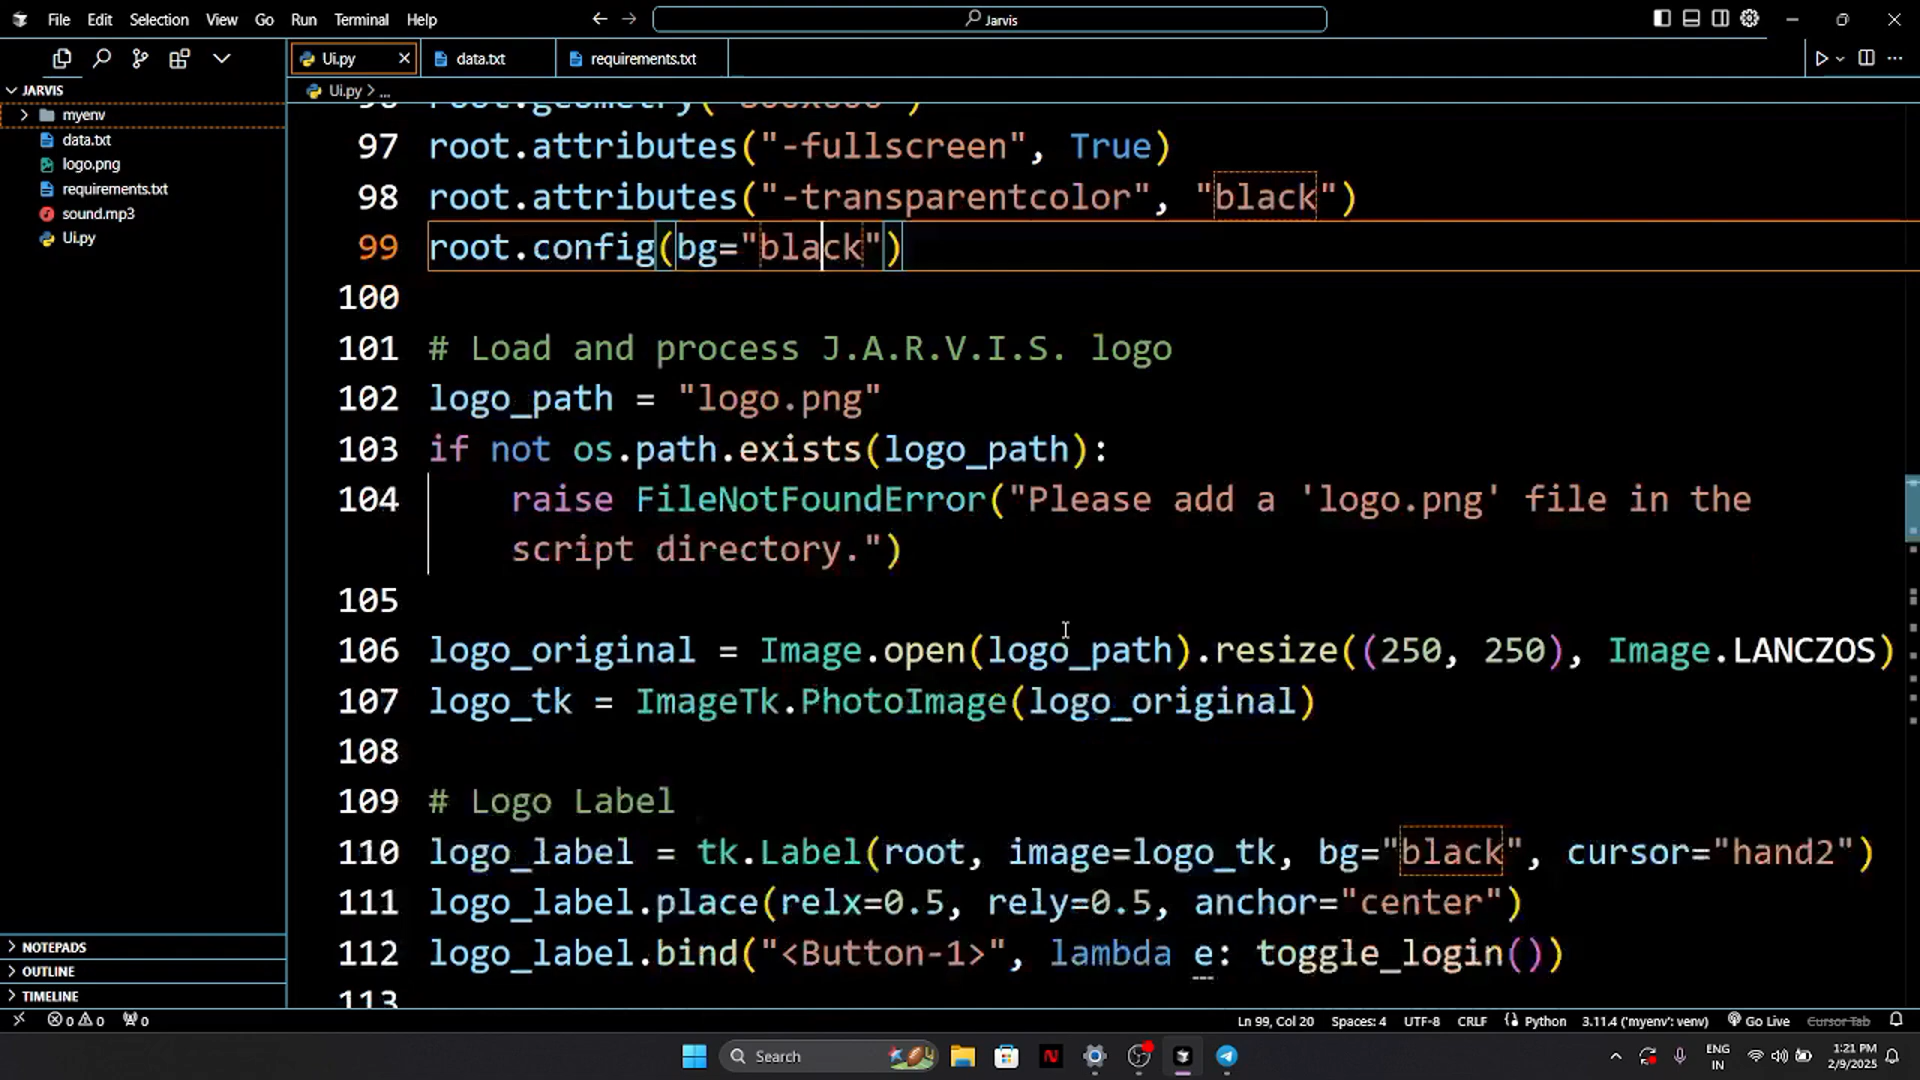 File Edit Selection View Go Run Terminal Help
Jarvis
Ui.py data.txt requirements.txt
JARVIS
myenv
data.txt
logo.png
requirements.txt
sound.mp3
Ui.py
NOTEPADS
OUTLINE
TIMELINE
Ui.py > ...
97 root.attributes("-fullscreen", True)
98 root.attributes("-transparentcolor", "black")
99 root.config(bg="black")
100
101 # Load and process J.A.R.V.I.S. logo
102 logo_path = "logo.png"
103 if not os.path.exists(logo_path):
104 raise FileNotFoundError("Please add a 'logo.png' file in the
script directory.")
105
106 logo_original = Image.open(logo_path).resize((250, 250), Image.LANCZOS)
107 logo_tk = ImageTk.PhotoImage(logo_original)
108
109 # Logo Label
110 logo_label = tk.Label(root, image=logo_tk, bg="black", cursor="hand2")
111 logo_label.place(relx=0.5, rely=0.5, anchor="center")
112 logo_label.bind("<Button-1>", lambda e: toggle_login())
113
0 0 0 Ln 99, Col 20 Spaces: 4 UTF-8 CRLF Python 3.11.4 ('myenv': venv) Go Live Cursor Tab
Search
ENG
IN
1:21 PM
2/9/2025